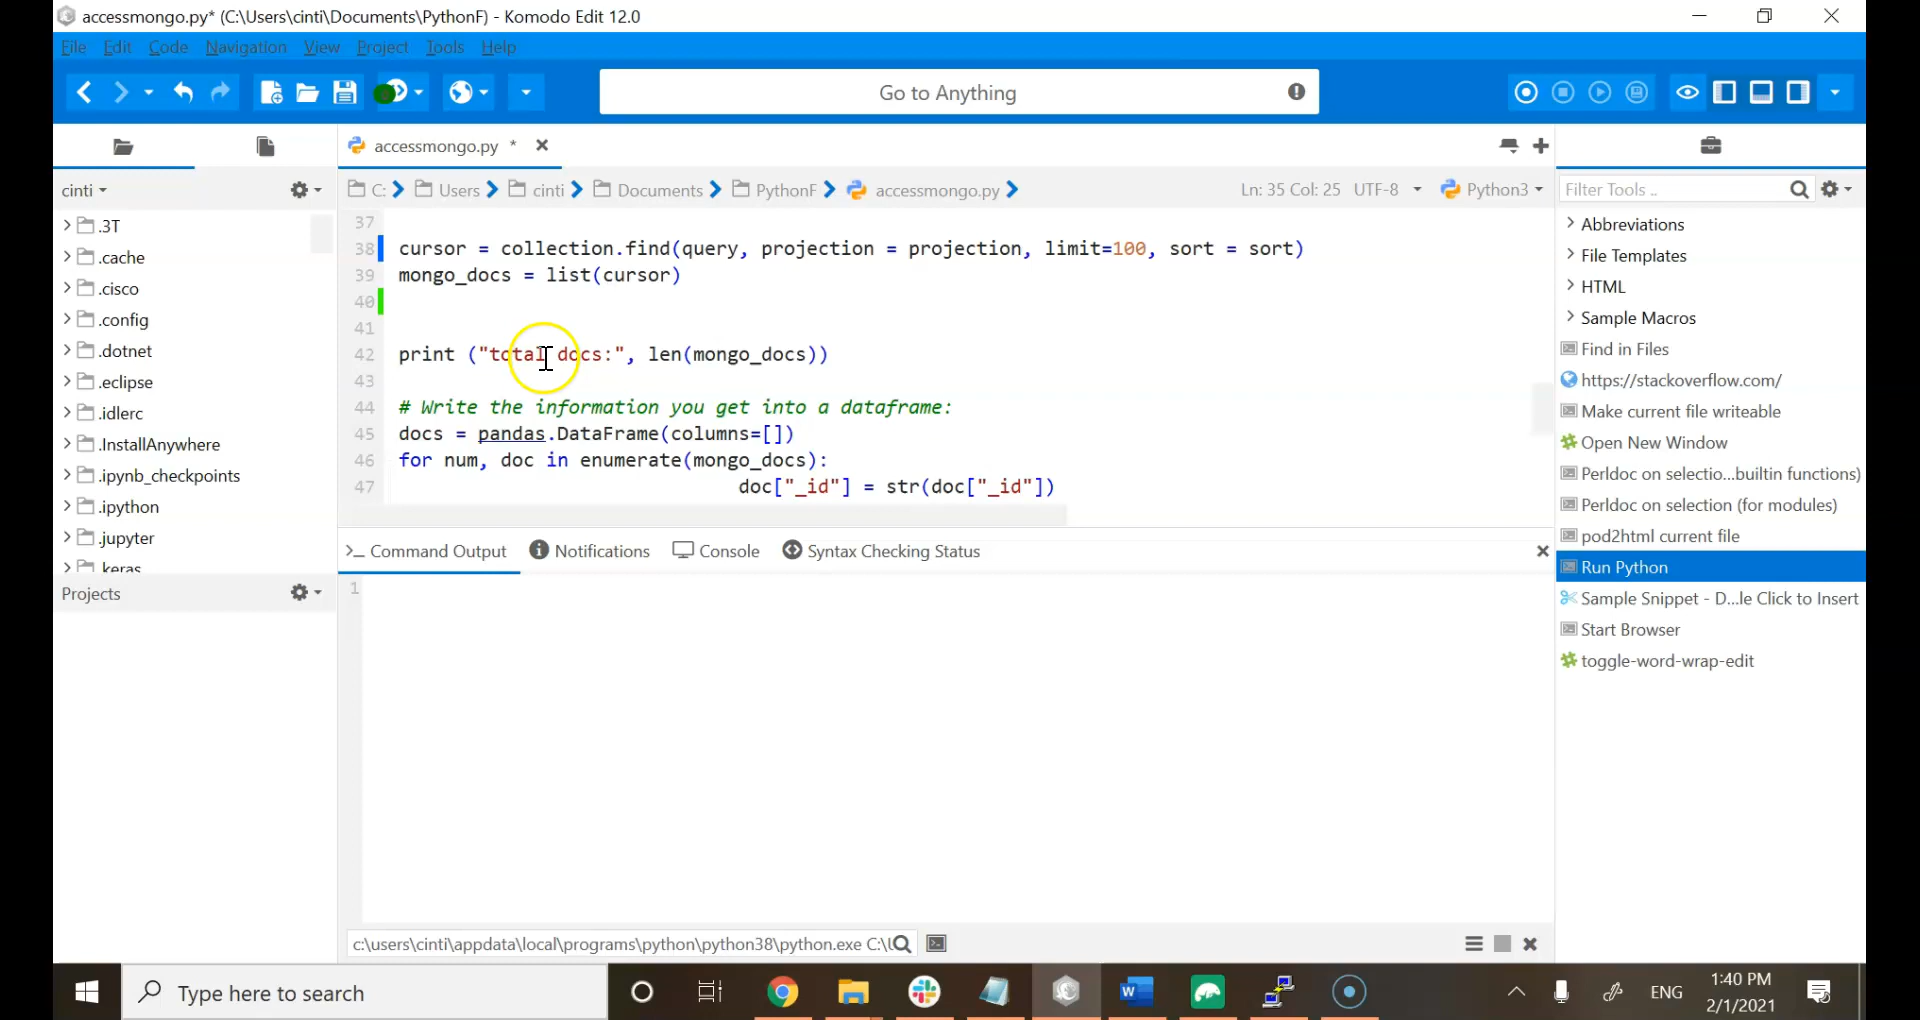 accessmongo.py* (C:\Users\cinti\Documents\PythonF) - Komodo Edit 12.0
File Edit Code Navigation View Project Tools Help
Go to Anything
accessmongo.py *
cinti
C: Users cinti Documents PythonF accessmongo.py Ln: 35 Col: 25 UTF-8 Python3
Filter Tools ..
.3T
.cache
.cisco
.config
.dotnet
.eclipse
.idlerc
.InstallAnywhere
.ipynb_checkpoints
.ipython
.jupyter
.keras
Projects
37
38 cursor = collection.find(query, projection = projection, limit=100, sort = sort)
39 mongo_docs = list(cursor)
40
41
42 print ("total docs:", len(mongo_docs))
43
44 # Write the information you get into a dataframe:
45 docs = pandas.DataFrame(columns=[])
46 for num, doc in enumerate(mongo_docs):
47 doc["_id"] = str(doc["_id"])
Command Output Notifications Console Syntax Checking Status
1
c:\users\cinti\appdata\local\programs\python\python38\python.exe C:\U
Abbreviations
File Templates
HTML
Sample Macros
Find in Files
https://stackoverflow.com/
Make current file writeable
Open New Window
Perldoc on selectio...builtin functions)
Perldoc on selection (for modules)
pod2html current file
Run Python
Sample Snippet - D...le Click to Insert
Start Browser
toggle-word-wrap-edit
Type here to search
ENG
1:40 PM
2/1/2021